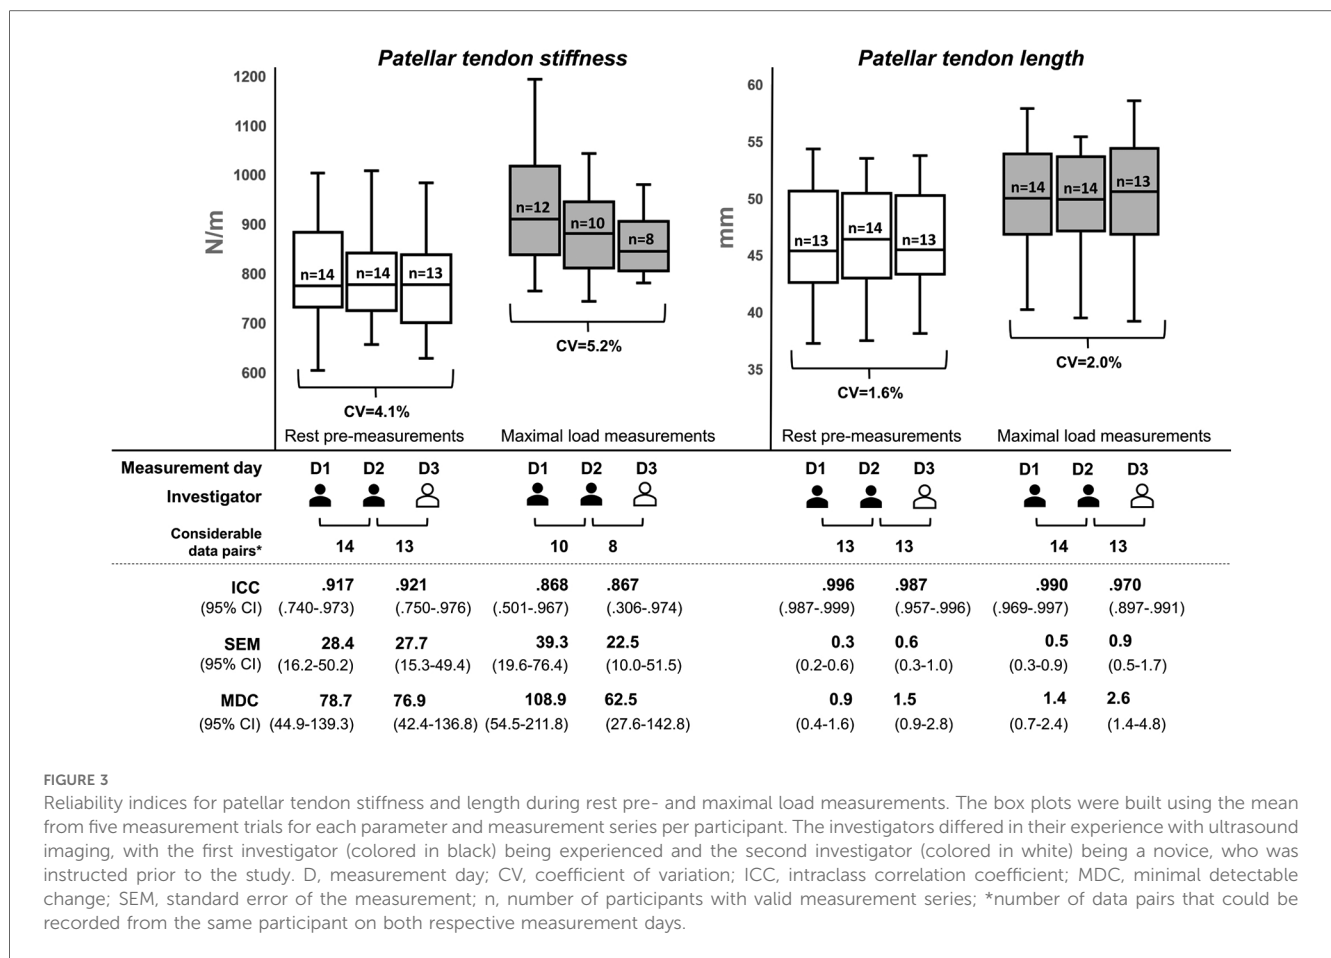 Patellar tendon stiffness
Patellar tendon length
1200
1100
1000
900
800
700
600
N/m
n=14
n=14
n=13
CV=4.1%
n=12
n=10
n=8
CV=5.2%
60
55
50
45
40
35
mm
n=13
n=14
n=13
CV=1.6%
n=14
n=14
n=13
CV=2.0%
Rest pre-measurements Maximal load measurements Rest pre-measurements Maximal load measurements
Measurement day D1 D2 D3 D1 D2 D3 D1 D2 D3 D1 D2 D3
Investigator
Considerable
data pairs* 14 13 10 8 13 13 14 13
ICC .917 .921 .868 .867 .996 .987 .990 .970
(95% CI) (.740-.973) (.750-.976) (.501-.967) (.306-.974) (.987-.999) (.957-.996) (.969-.997) (.897-.991)
SEM 28.4 27.7 39.3 22.5 0.3 0.6 0.5 0.9
(95% CI) (16.2-50.2) (15.3-49.4) (19.6-76.4) (10.0-51.5) (0.2-0.6) (0.3-1.0) (0.3-0.9) (0.5-1.7)
MDC 78.7 76.9 108.9 62.5 0.9 1.5 1.4 2.6
(95% CI) (44.9-139.3) (42.4-136.8) (54.5-211.8) (27.6-142.8) (0.4-1.6) (0.9-2.8) (0.7-2.4) (1.4-4.8)
FIGURE 3
Reliability indices for patellar tendon stiffness and length during rest pre- and maximal load measurements. The box plots were built using the mean
from five measurement trials for each parameter and measurement series per participant. The investigators differed in their experience with ultrasound
imaging, with the first investigator (colored in black) being experienced and the second investigator (colored in white) being a novice, who was
instructed prior to the study. D, measurement day; CV, coefficient of variation; ICC, intraclass correlation coefficient; MDC, minimal detectable
change; SEM, standard error of the measurement; n, number of participants with valid measurement series; *number of data pairs that could be
recorded from the same participant on both respective measurement days.